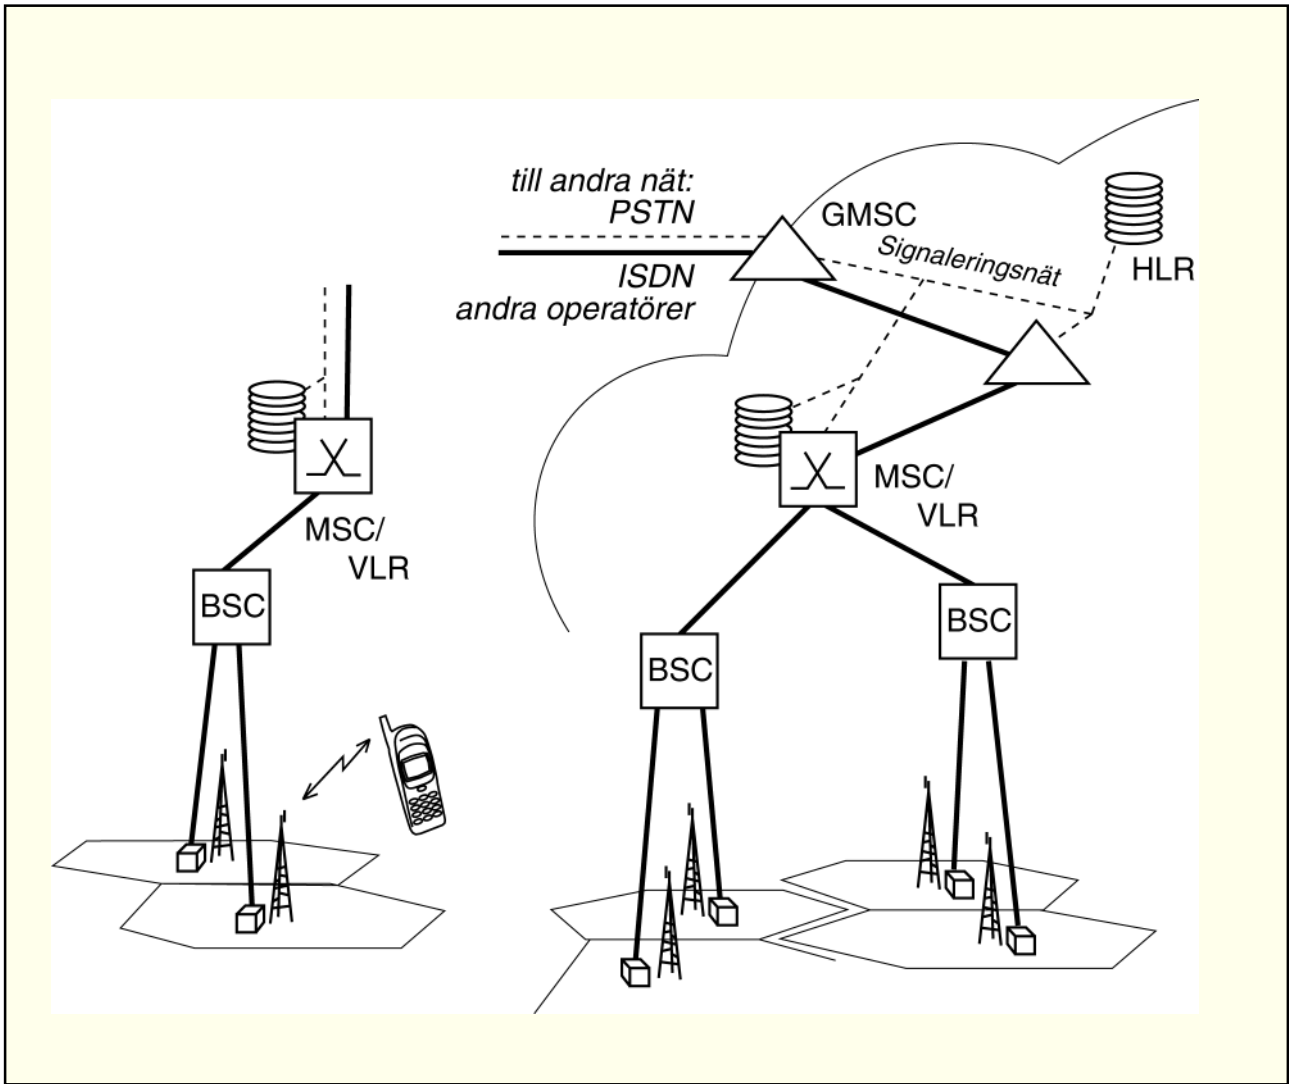 till andra nät:
PSTN
GMSC
Signaleringsnät
HLR
ISDN
andra operatörer
MSC/
VLR
MSC/
VLR
BSC
BSC
BSC